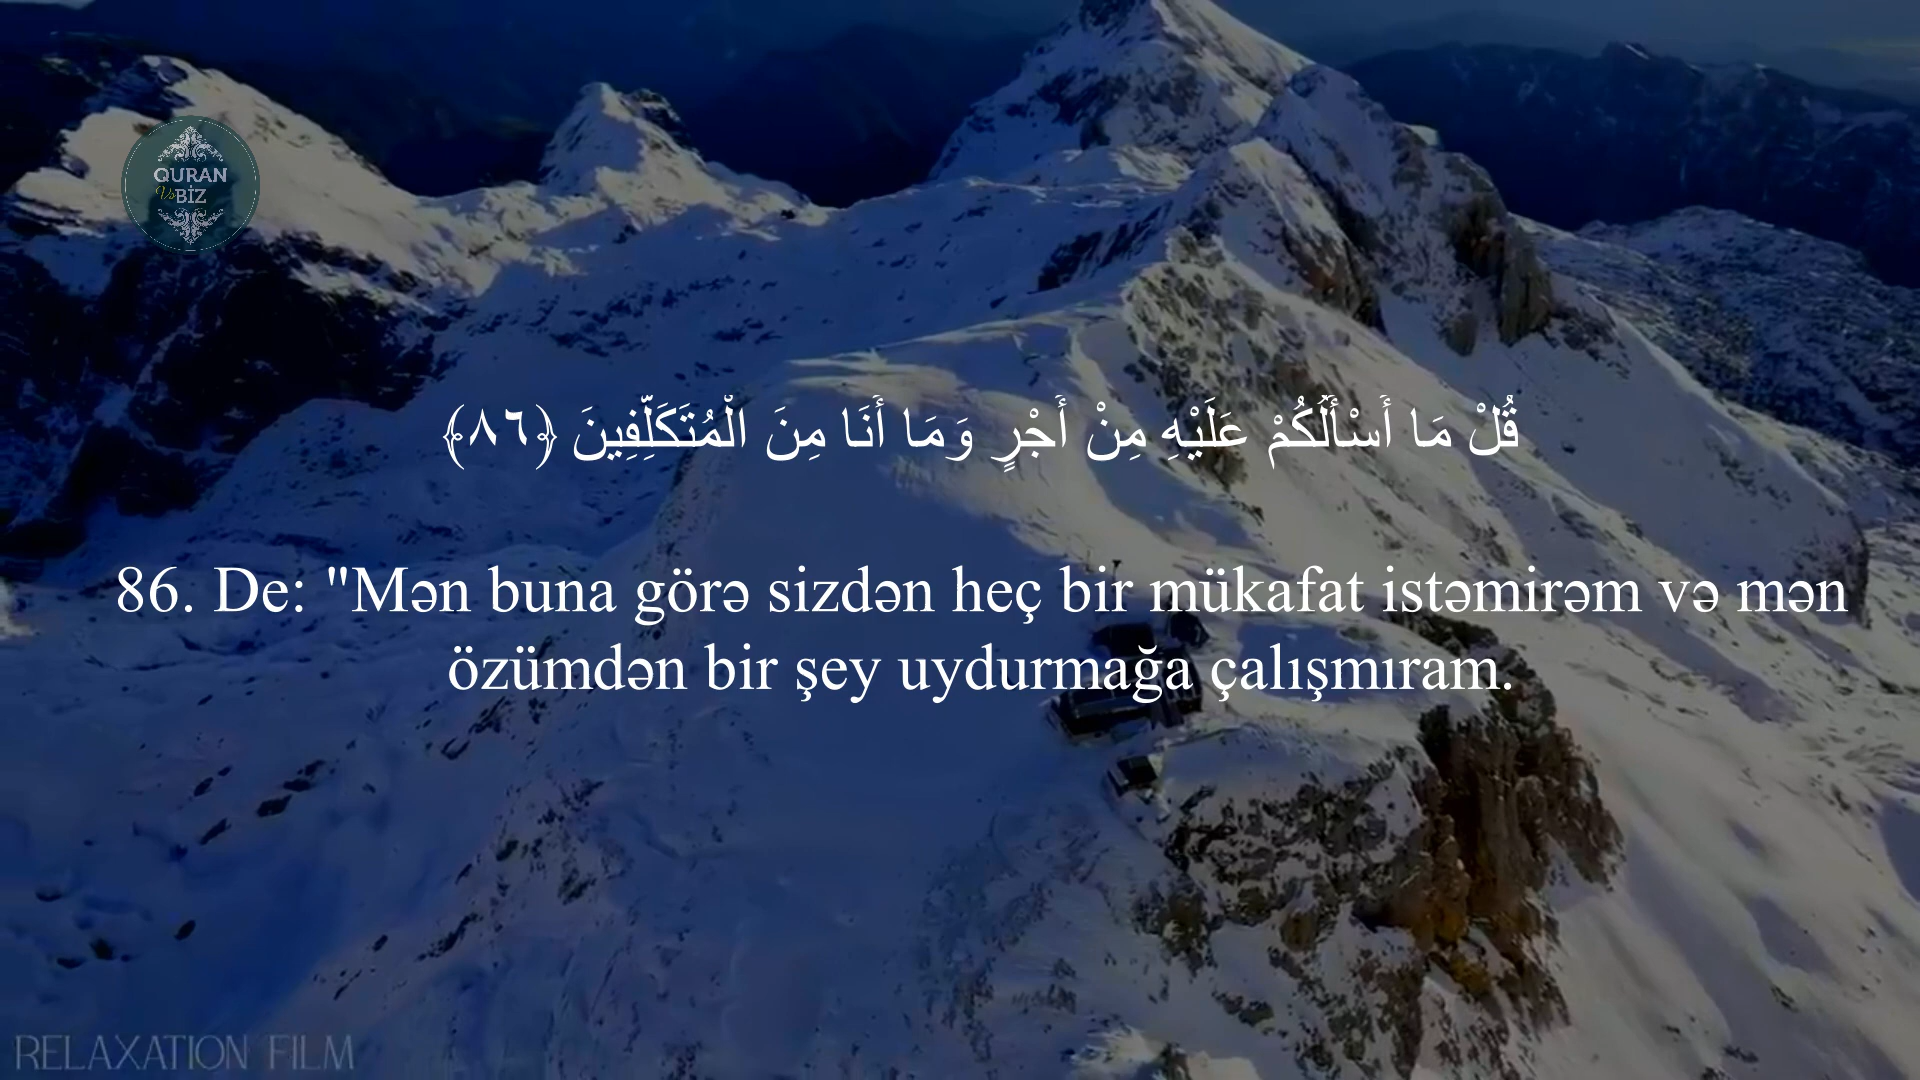 QURAN
Və BİZ
قُلْ مَا أَسْأَلُكُمْ عَلَيْهِ مِنْ أَجْرٍ وَمَا أَنَا مِنَ الْمُتَكَلِّفِينَ ﴿٨٦﴾
86. De: "Mən buna görə sizdən heç bir mükafat istəmirəm və mən
özümdən bir şey uydurmağa çalışmıram.
RELAXATION FILM